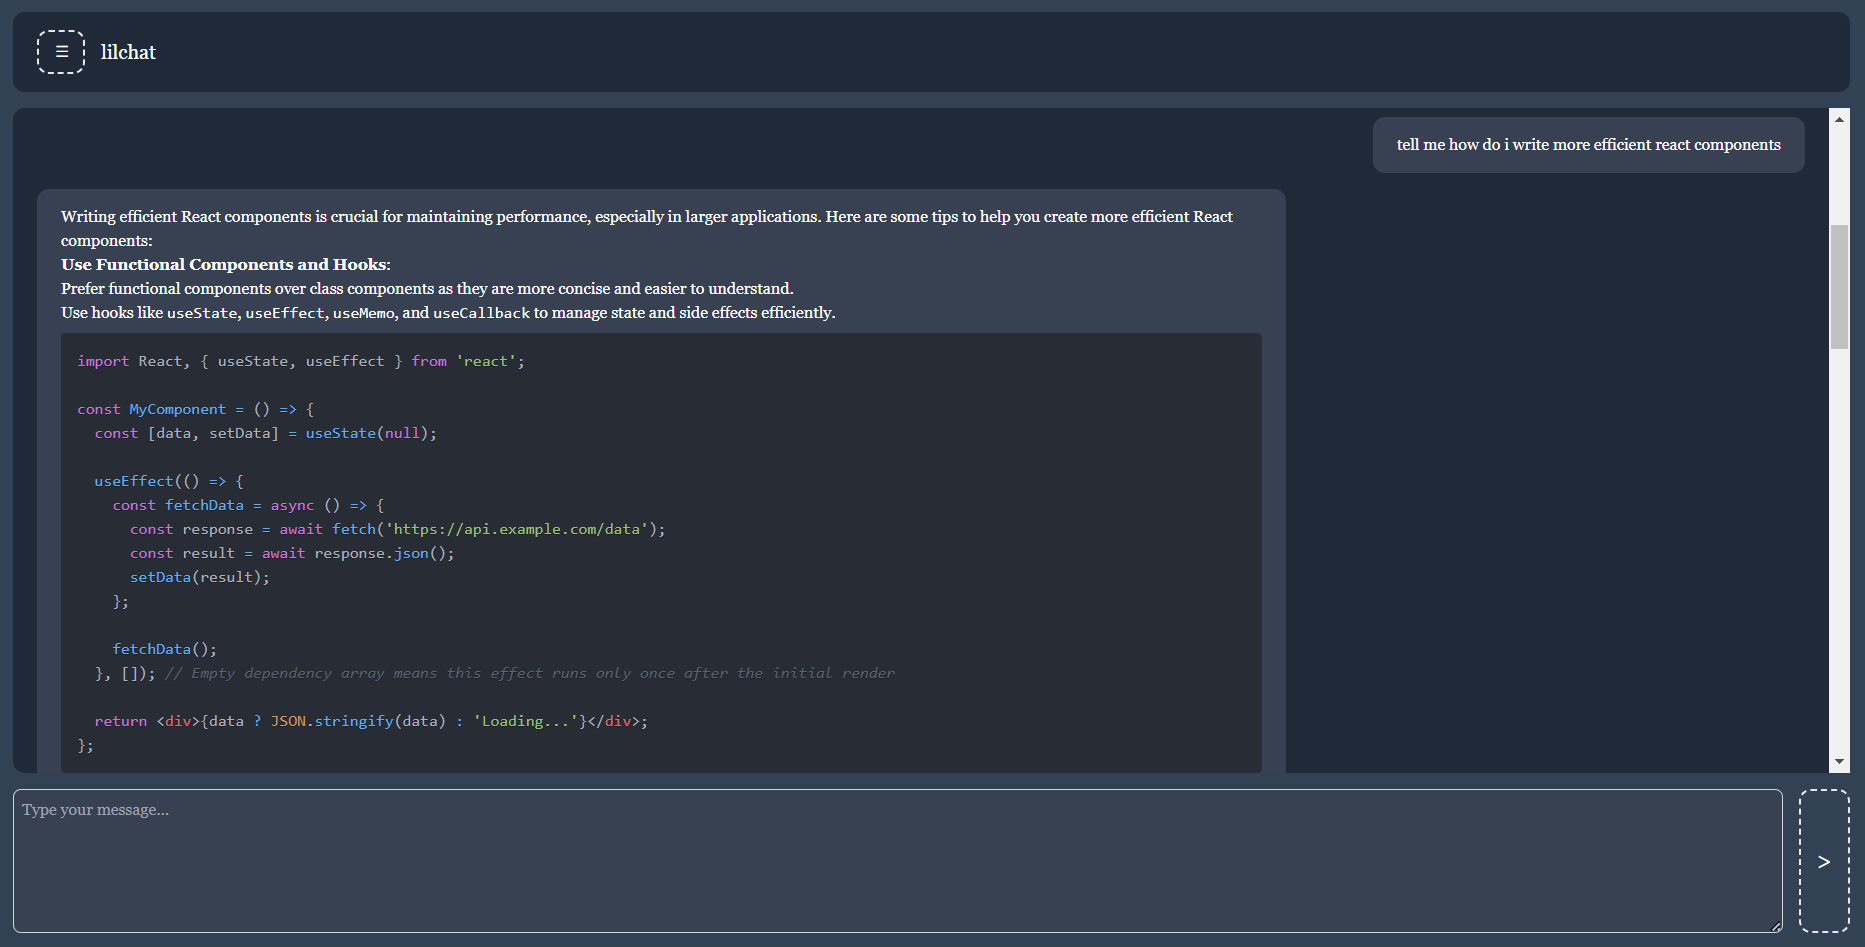 ☰ lilchat
tell me how do i write more efficient react components
Writing efficient React components is crucial for maintaining performance, especially in larger applications. Here are some tips to help you create more efficient React
components:
Use Functional Components and Hooks:
Prefer functional components over class components as they are more concise and easier to understand.
Use hooks like useState, useEffect, useMemo, and useCallback to manage state and side effects efficiently.
import React, { useState, useEffect } from 'react';
const MyComponent = () => {
  const [data, setData] = useState(null);
  useEffect(() => {
    const fetchData = async () => {
      const response = await fetch('https://api.example.com/data');
      const result = await response.json();
      setData(result);
    };
    fetchData();
  }, []); // Empty dependency array means this effect runs only once after the initial render
  return <div>{data ? JSON.stringify(data) : 'Loading...'}</div>;
};
Type your message...
>